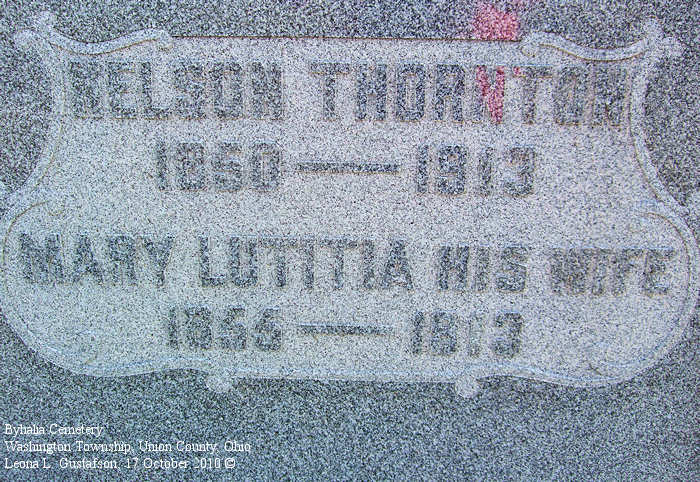 NELSON THORNTON
1850 — 1913
MARY LUTITIA HIS WIFE
1856 — 1913
Byhalia Cemetery
Washington Township, Union County, Ohio
Leona L. Gustafson, 17 October 2010 ©